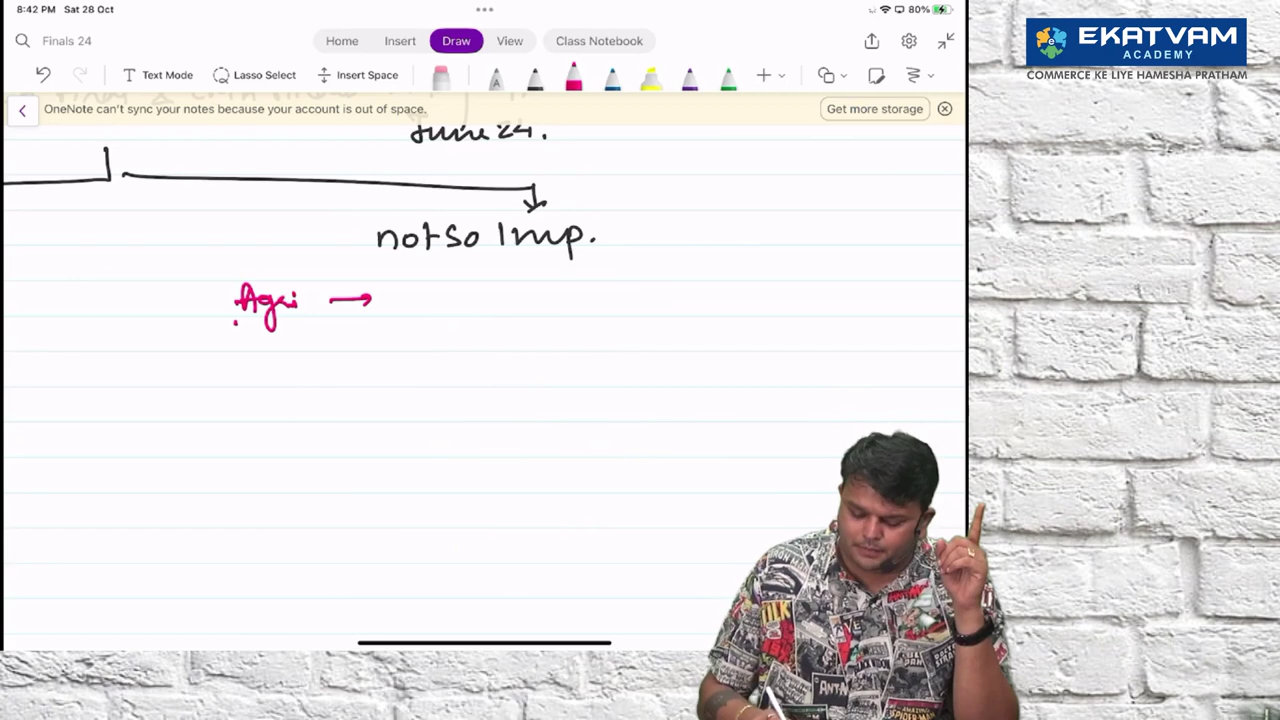 8:42 PM Sat 28 Oct
80%
Finals 24
Home Insert Draw View Class Notebook
Text Mode Lasso Select Insert Space
OneNote can't sync your notes because your account is out of space. Get more storage
June 24.
not So Imp.
Agri →
EKATVAM
ACADEMY
COMMERCE KE LIYE HAMESHA PRATHAM